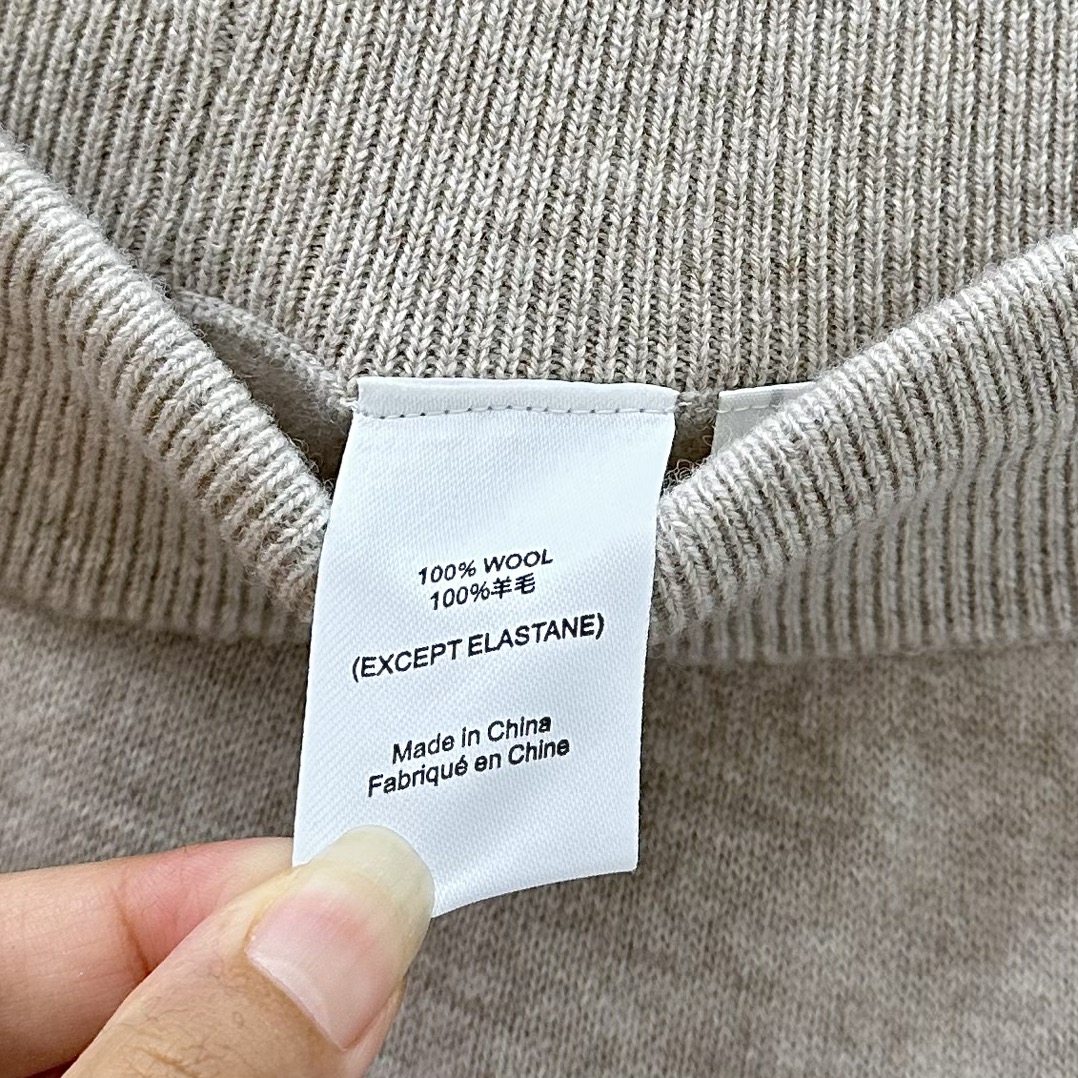 100% WOOL
100%羊毛
(EXCEPT ELASTANE)
Made in China
Fabriqué en Chine